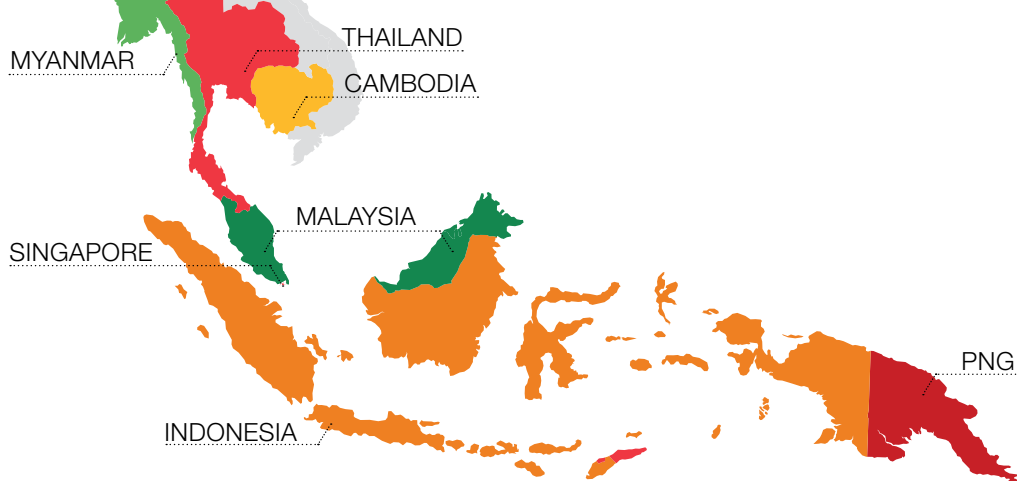 THAILAND
MYANMAR
CAMBODIA
MALAYSIA
SINGAPORE
PNG
INDONESIA